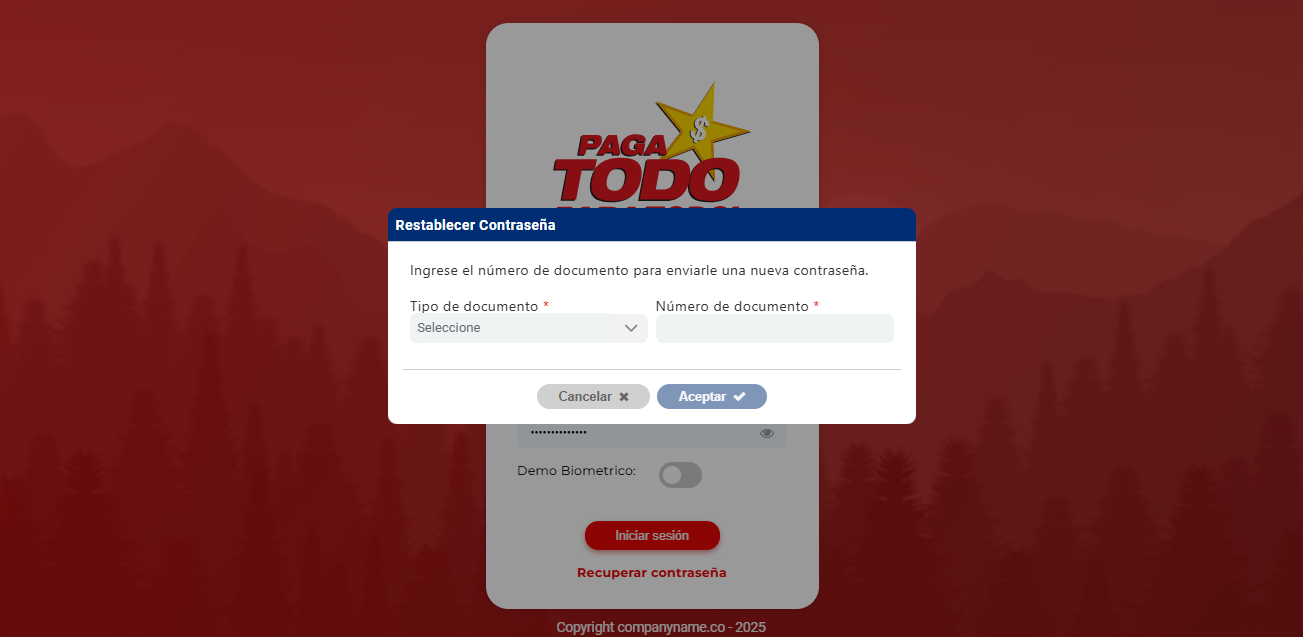 PAGA
$
TODO
Restablecer Contraseña
Ingrese el número de documento para enviarle una nueva contraseña.
Tipo de documento *
Número de documento *
Seleccione
Cancelar
Aceptar
Demo Biometrico:
Iniciar sesión
Recuperar contraseña
Copyright companyname.co - 2025